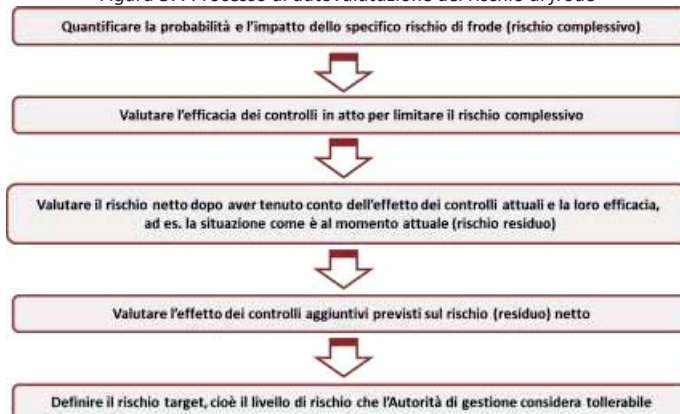 Quantificare la probabilità e l'impatto dello specifico rischio di frode (rischio complessivo)
Valutare l'efficacia dei controlli in atto per limitare il rischio complessivo
Valutare il rischio netto dopo aver tenuto conto dell'effetto dei controlli attuali e la loro efficacia,
ad es. la situazione come è al momento attuale (rischio residuo)
Valutare l'effetto dei controlli aggiuntivi previsti sul rischio (residuo) netto
Definire il rischio target, cioè il livello di rischio che l'Autorità di gestione considera tollerabile